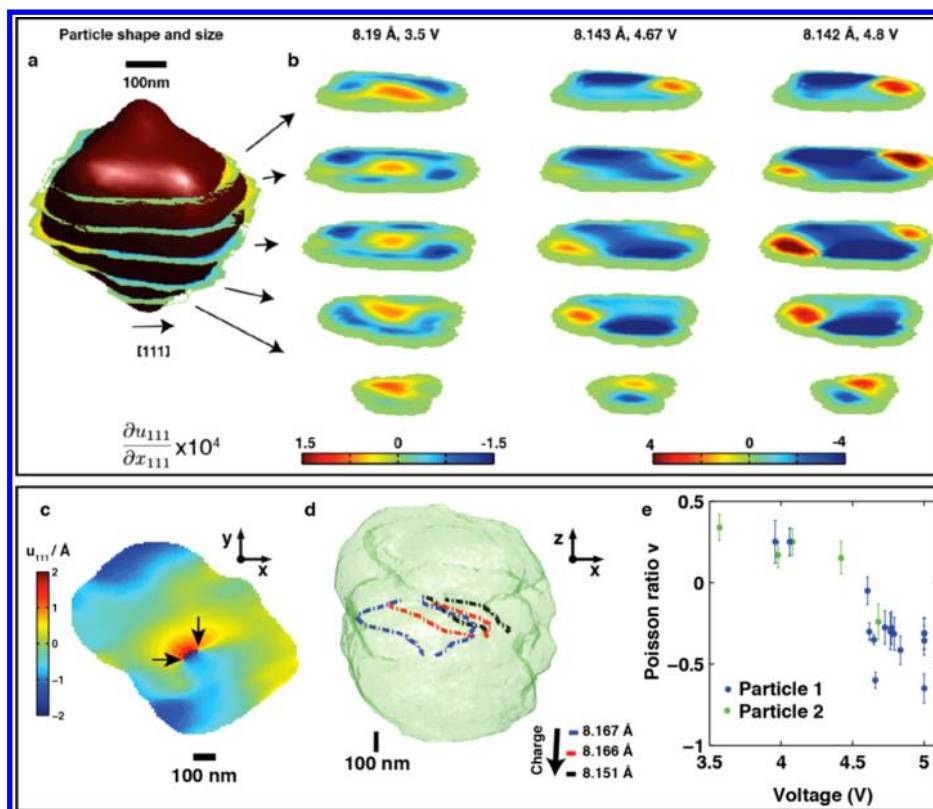 Particle shape and size
8.19 Å, 3.5 V
8.143 Å, 4.67 V
8.142 Å, 4.8 V
a
100nm
b
[111]
∂u111/∂x111 x10^4
1.5 0 -1.5
4 0 -4
c
u111/ Å
2
1
0
-1
-2
y
x
100 nm
d
z
x
100 nm
Charge
8.167 Å
8.166 Å
8.151 Å
e
Poisson ratio v
0.5
0
-0.5
-1
Particle 1
Particle 2
3.5 4 4.5 5
Voltage (V)